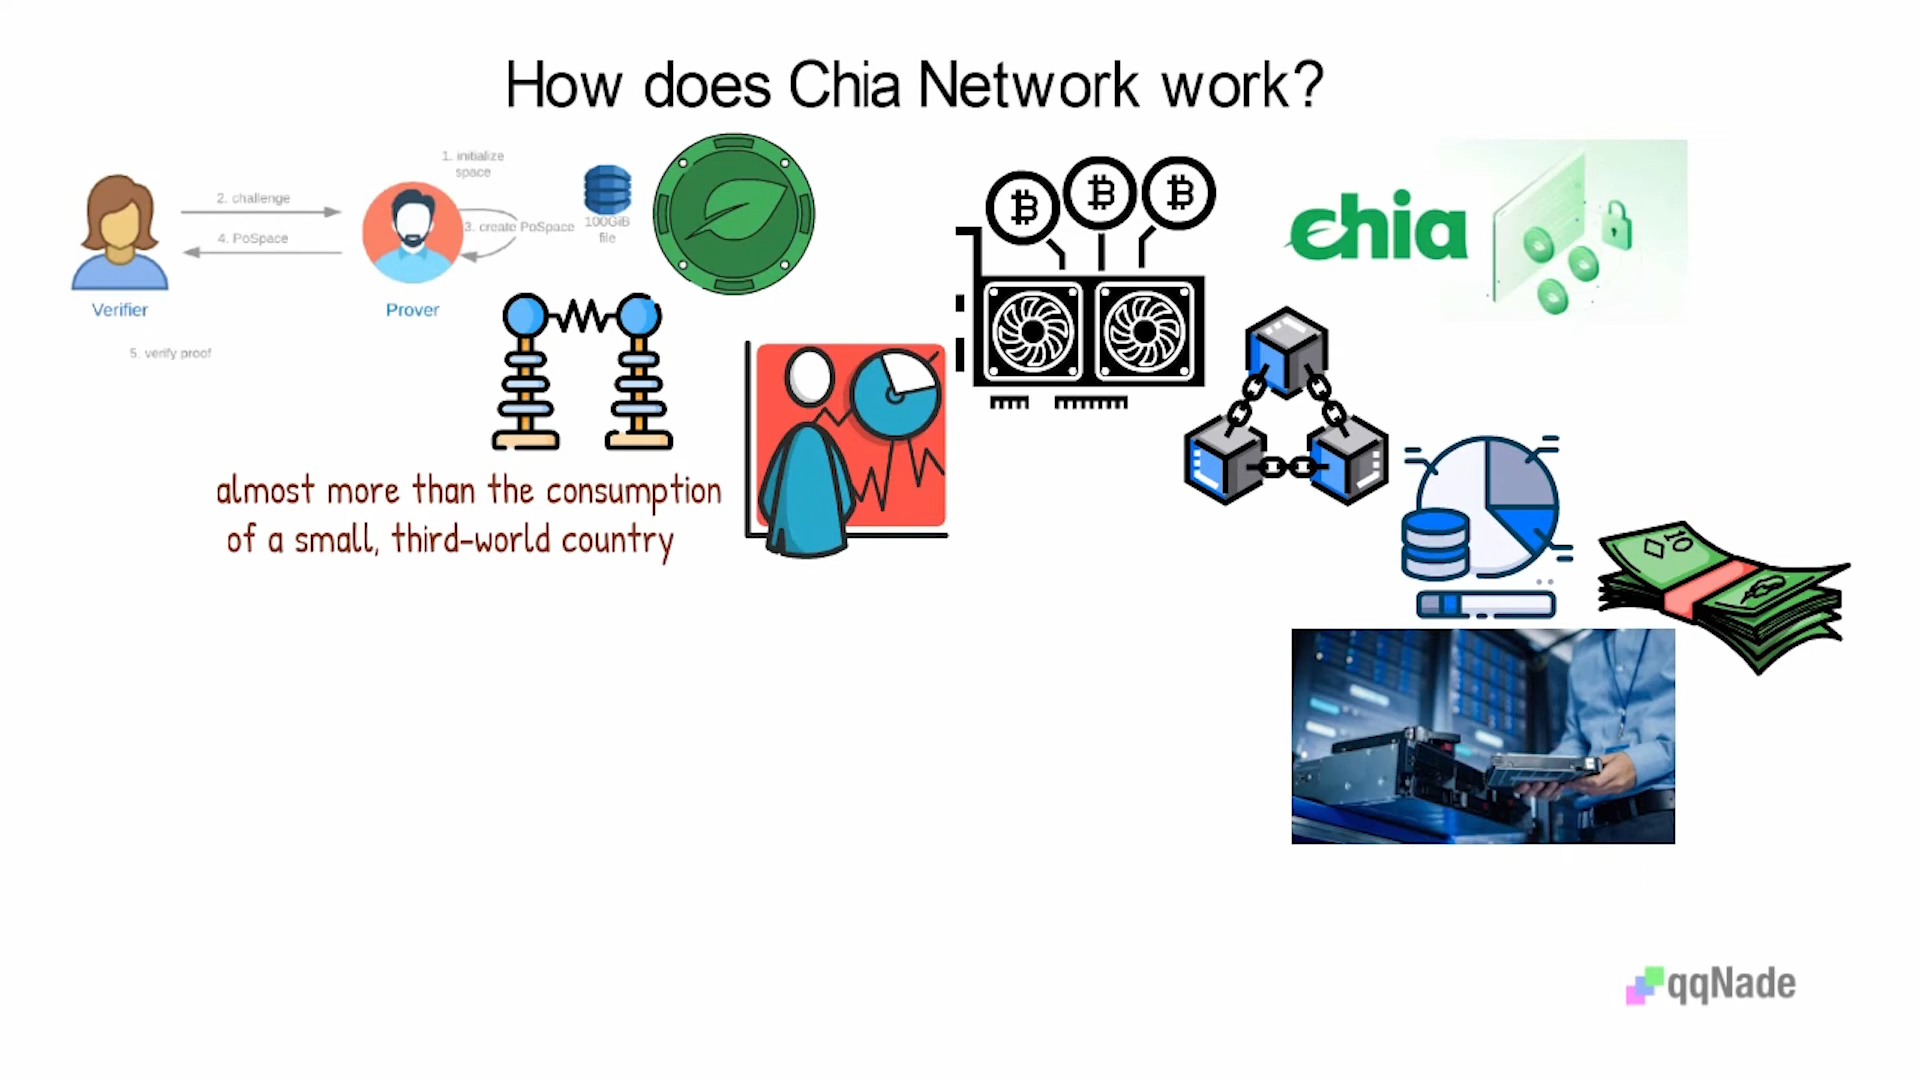 How does Chia Network work?
1. initialize
space
2. challenge
3. create PoSpace
4. PoSpace
100GiB
file
Verifier
Prover
5. verify proof
chia
almost more than the consumption
of a small, third-world country
10
qqNade